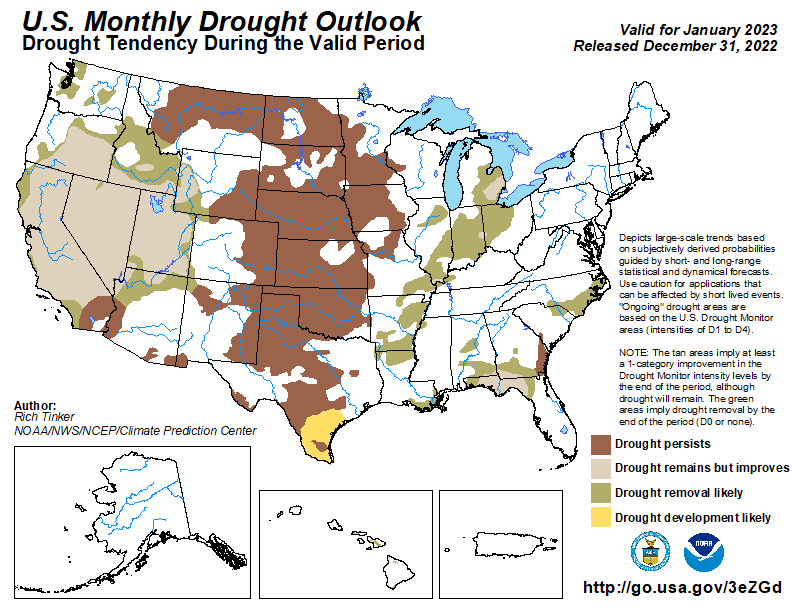 U.S. Monthly Drought Outlook
Drought Tendency During the Valid Period
Valid for January 2023
Released December 31, 2022
Depicts large-scale trends based
on subjectively derived probabilities
guided by short- and long-range
statistical and dynamical forecasts.
Use caution for applications that
can be affected by short lived events.
"Ongoing" drought areas are
based on the U.S. Drought Monitor
areas (intensities of D1 to D4).
NOTE: The tan areas imply at least
a 1-category improvement in the
Drought Monitor intensity levels by
the end of the period, although
drought will remain. The green
areas imply drought removal by the
end of the period (D0 or none).
Author:
Rich Tinker
NOAA/NWS/NCEP/Climate Prediction Center
Drought persists
Drought remains but improves
Drought removal likely
Drought development likely
NOAA
http://go.usa.gov/3eZGd